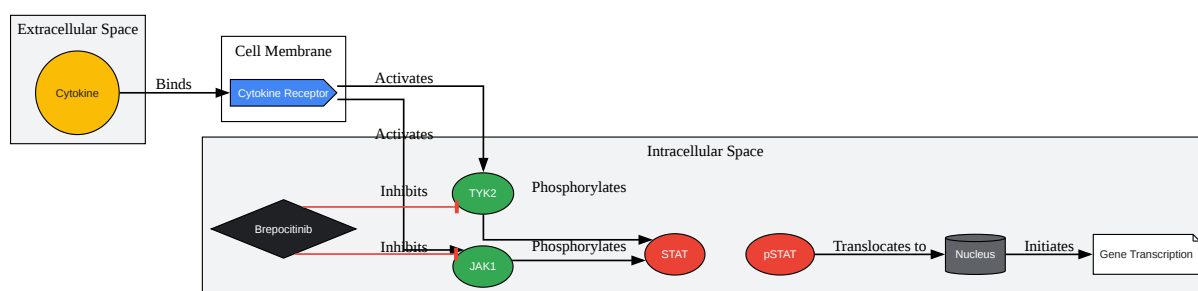 Extracellular Space
Cytokine
Binds
Cell Membrane
Cytokine Receptor
Activates
Activates
Intracellular Space
Brepocitinib
Inhibits
Inhibits
TYK2
JAK1
Phosphorylates
Phosphorylates
STAT
pSTAT
Translocates to
Nucleus
Initiates
Gene Transcription